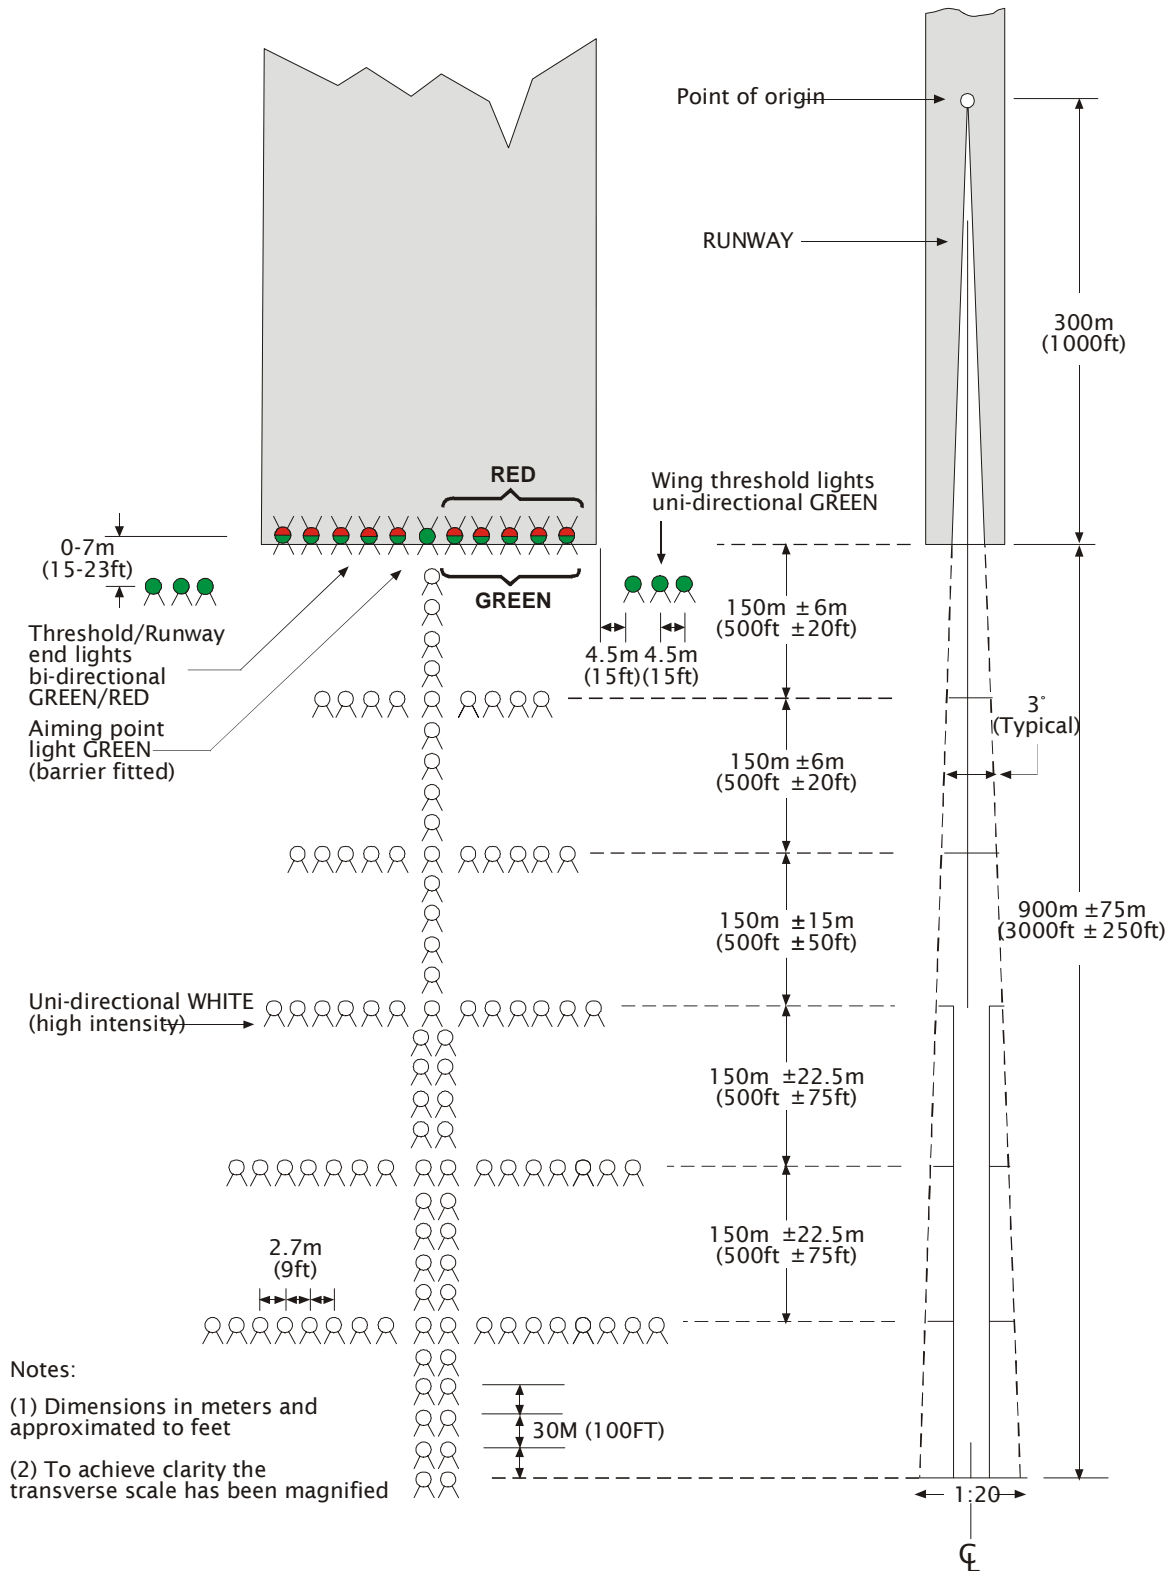 Point of origin
RUNWAY
300m
(1000ft)
RED
Wing threshold lights
uni-directional GREEN
0-7m
(15-23ft)
GREEN
150m ±6m
(500ft ±20ft)
Threshold/Runway
end lights
bi-directional
GREEN/RED
4.5m 4.5m
(15ft) (15ft)
Aiming point
light GREEN
(barrier fitted)
3°
(Typical)
150m ±6m
(500ft ±20ft)
150m ±15m
(500ft ±50ft)
900m ±75m
(3000ft ±250ft)
Uni-directional WHITE
(high intensity)
150m ±22.5m
(500ft ±75ft)
150m ±22.5m
(500ft ±75ft)
2.7m
(9ft)
Notes:
(1) Dimensions in meters and
approximated to feet
30M (100FT)
(2) To achieve clarity the
transverse scale has been magnified
1:20
℄